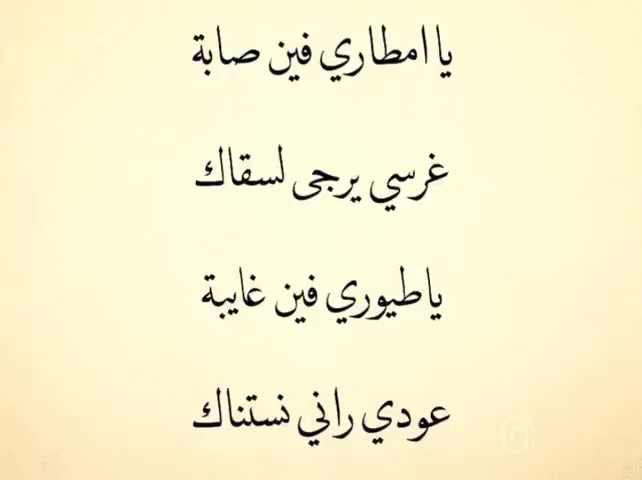 يا امطاري فين صابة
غرسي يرجى لسقاك
ياطيوري فين غايبة
عودي راني نستناك